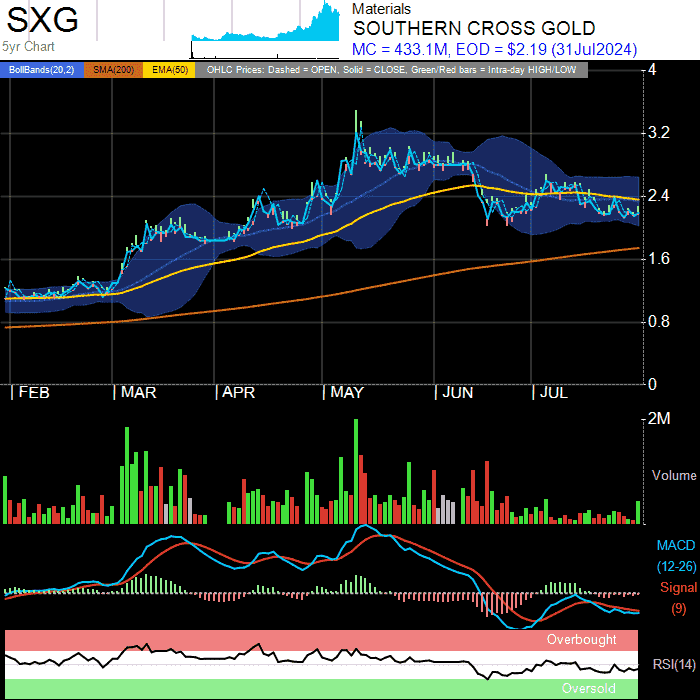 SXG
5yr Chart
Materials
SOUTHERN CROSS GOLD
MC = 433.1M, EOD = $2.19 (31Jul2024)
BollBands(20,2) SMA(200) EMA(50) OHLC Prices: Dashed = OPEN, Solid = CLOSE, Green/Red bars = Intra-day HIGH/LOW
4
3.2
2.4
1.6
0.8
0
FEB MAR APR MAY JUN JUL
2M
Volume
MACD
(12-26)
Signal
(9)
Overbought
RSI(14)
Oversold